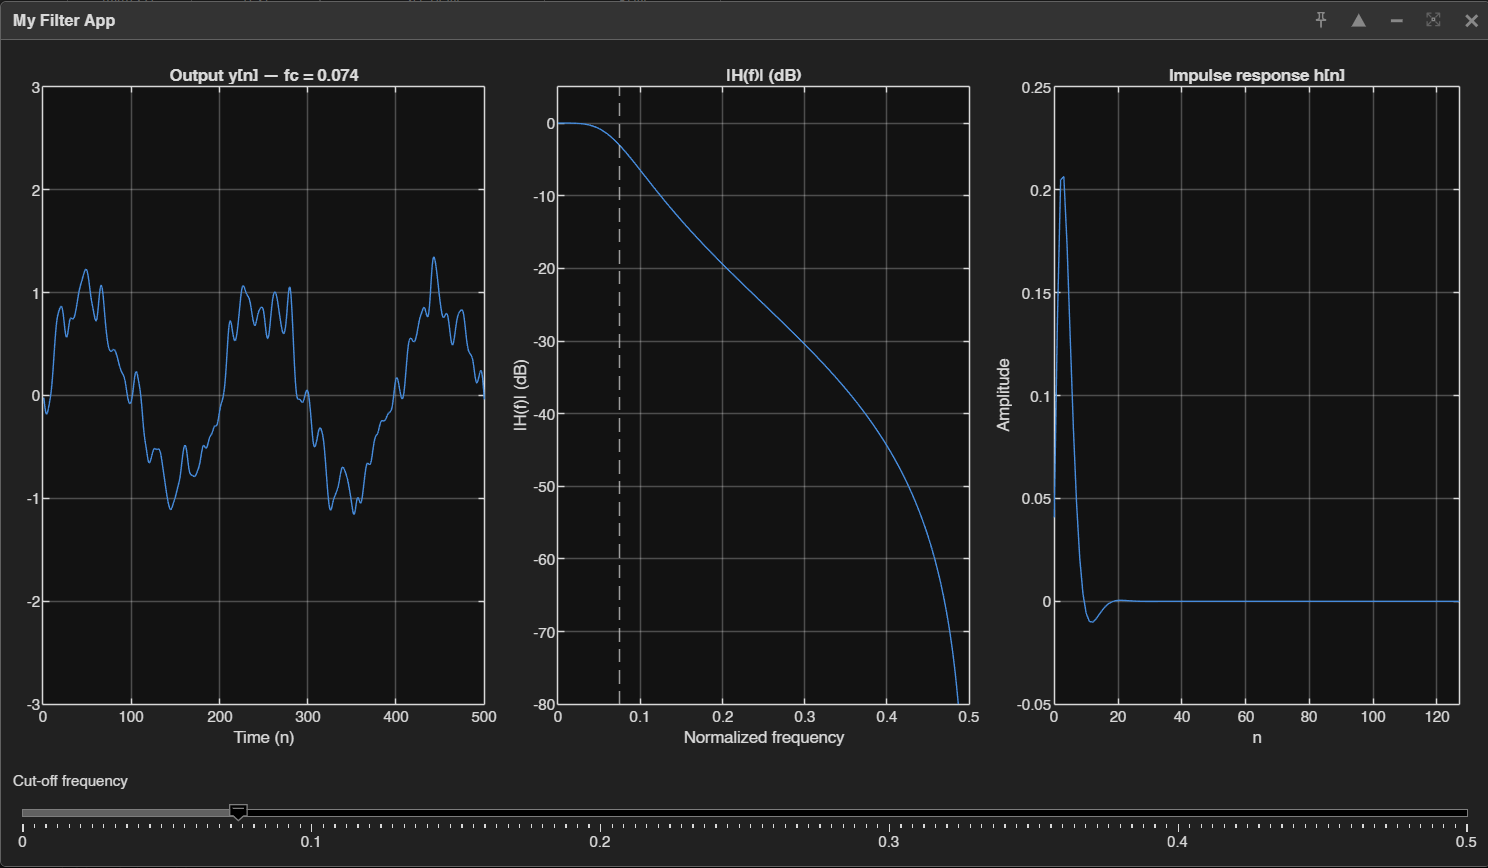 My Filter App
Output y[n] — fc = 0.074
3
2
1
0
-1
-2
-3
0 100 200 300 400 500
Time (n)
|H(f)| (dB)
|H(f)| (dB)
0
-10
-20
-30
-40
-50
-60
-70
-80
0 0.1 0.2 0.3 0.4 0.5
Normalized frequency
Impulse response h[n]
Amplitude
0.25
0.2
0.15
0.1
0.05
0
-0.05
0 20 40 60 80 100 120
n
Cut-off frequency
0 0.1 0.2 0.3 0.4 0.5